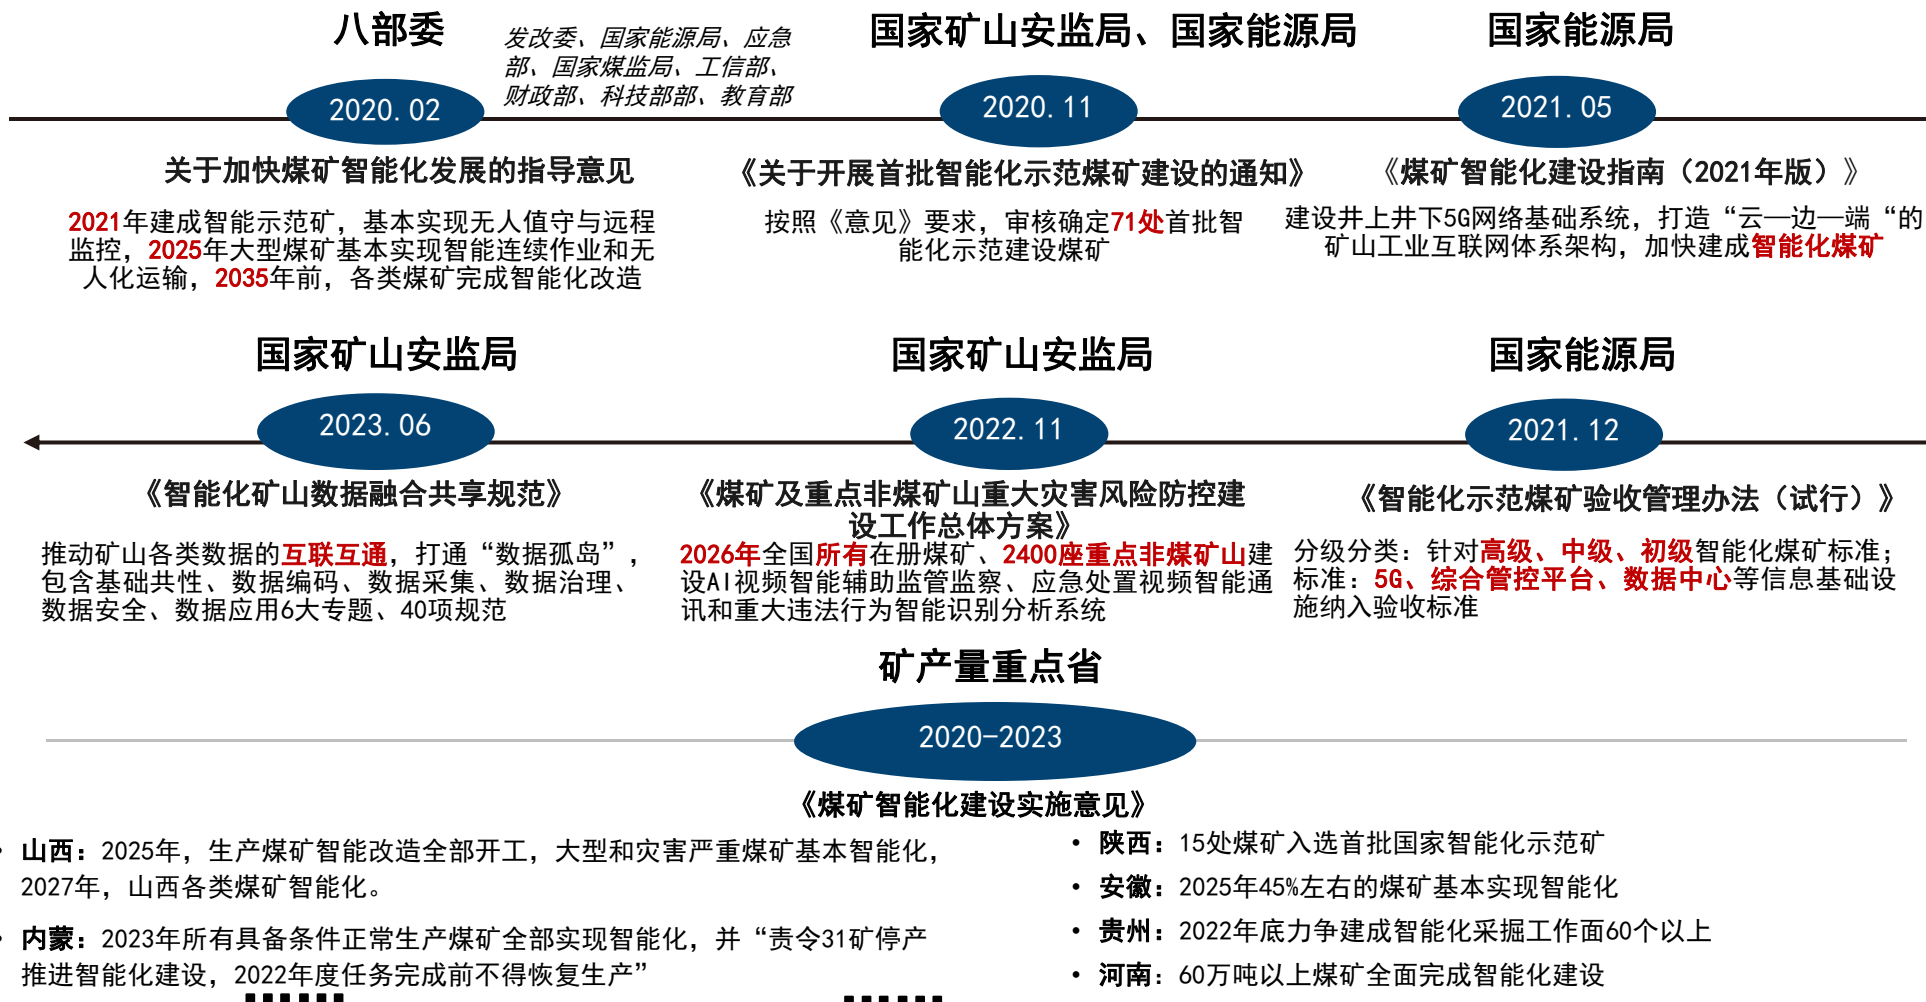 八部委
发改委、国家能源局、应急
部、国家煤监局、工信部、
财政部、科技部部、教育部
2020.02
关于加快煤矿智能化发展的指导意见
2021年建成智能示范矿，基本实现无人值守与远程
监控，2025年大型煤矿基本实现智能连续作业和无
人化运输，2035年前，各类煤矿完成智能化改造
国家矿山安监局、国家能源局
2020.11
《关于开展首批智能化示范煤矿建设的通知》
按照《意见》要求，审核确定71处首批智
能化示范建设煤矿
国家能源局
2021.05
《煤矿智能化建设指南（2021年版）》
建设井上井下5G网络基础系统，打造“云—边—端“的
矿山工业互联网体系架构，加快建成智能化煤矿
国家矿山安监局
2023.06
《智能化矿山数据融合共享规范》
推动矿山各类数据的互联互通，打通“数据孤岛”，
包含基础共性、数据编码、数据采集、数据治理、
数据安全、数据应用6大专题、40项规范
国家矿山安监局
2022.11
《煤矿及重点非煤矿山重大灾害风险防控建
设工作总体方案》
2026年全国所有在册煤矿、2400座重点非煤矿山建
设AI视频智能辅助监管监察、应急处置视频智能通
讯和重大违法行为智能识别分析系统
国家能源局
2021.12
《智能化示范煤矿验收管理办法（试行）》
分级分类：针对高级、中级、初级智能化煤矿标准；
标准：5G、综合管控平台、数据中心等信息基础设
施纳入验收标准
矿产量重点省
2020-2023
《煤矿智能化建设实施意见》
• 山西：2025年，生产煤矿智能改造全部开工，大型和灾害严重煤矿基本智能化，
2027年，山西各类煤矿智能化。
• 内蒙：2023年所有具备条件正常生产煤矿全部实现智能化，并“责令31矿停产
推进智能化建设，2022年度任务完成前不得恢复生产”
• 陕西：15处煤矿入选首批国家智能化示范矿
• 安徽：2025年45%左右的煤矿基本实现智能化
• 贵州：2022年底力争建成智能化采掘工作面60个以上
• 河南：60万吨以上煤矿全面完成智能化建设